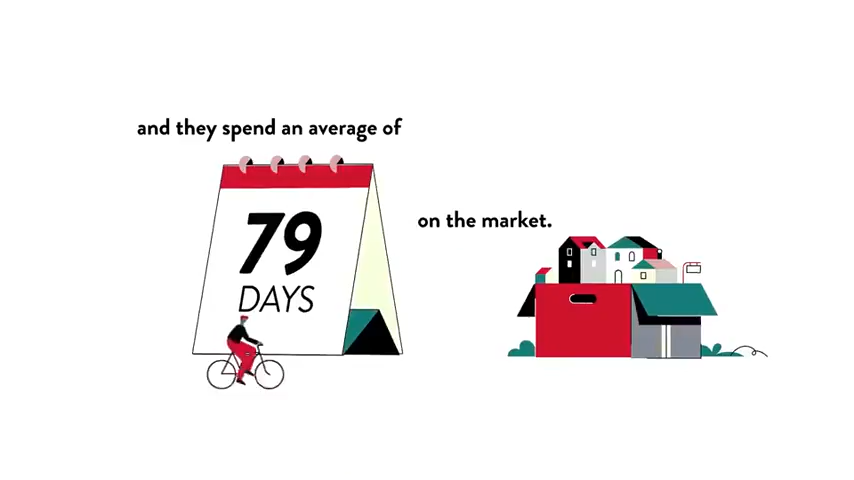 and they spend an average of
79
DAYS
on the market.